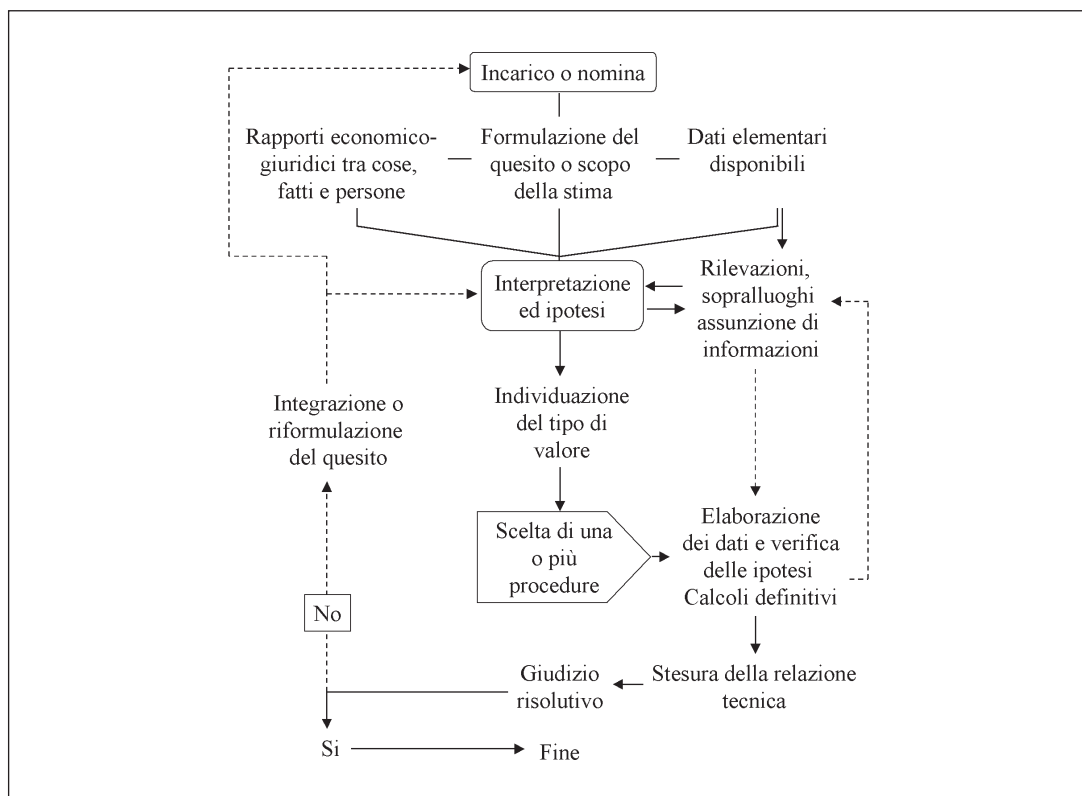 Incarico o nomina
Rapporti economico-
giuridici tra cose,
fatti e persone
Formulazione del
quesito o scopo
della stima
Dati elementari
disponibili
Interpretazione
ed ipotesi
Rilevazioni,
sopralluoghi
assunzione di
informazioni
Integrazione o
riformulazione
del quesito
Individuazione
del tipo di
valore
Scelta di una
o più
procedure
Elaborazione
dei dati e verifica
delle ipotesi
Calcoli definitivi
No
Giudizio
risolutivo
Stesura della relazione
tecnica
Si
Fine